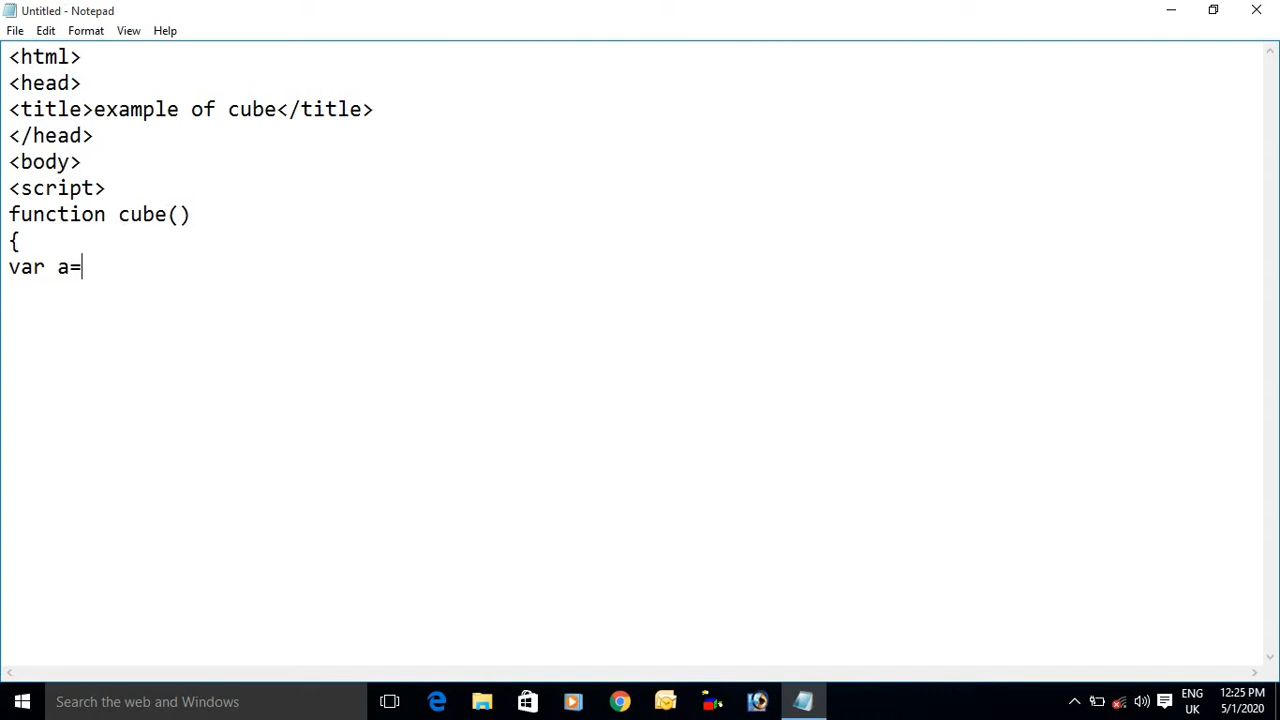 Untitled - Notepad
File Edit Format View Help
<html>
<head>
<title>example of cube</title>
</head>
<body>
<script>
function cube()
{
var a=
Search the web and Windows
ENG
UK
12:25 PM
5/1/2020